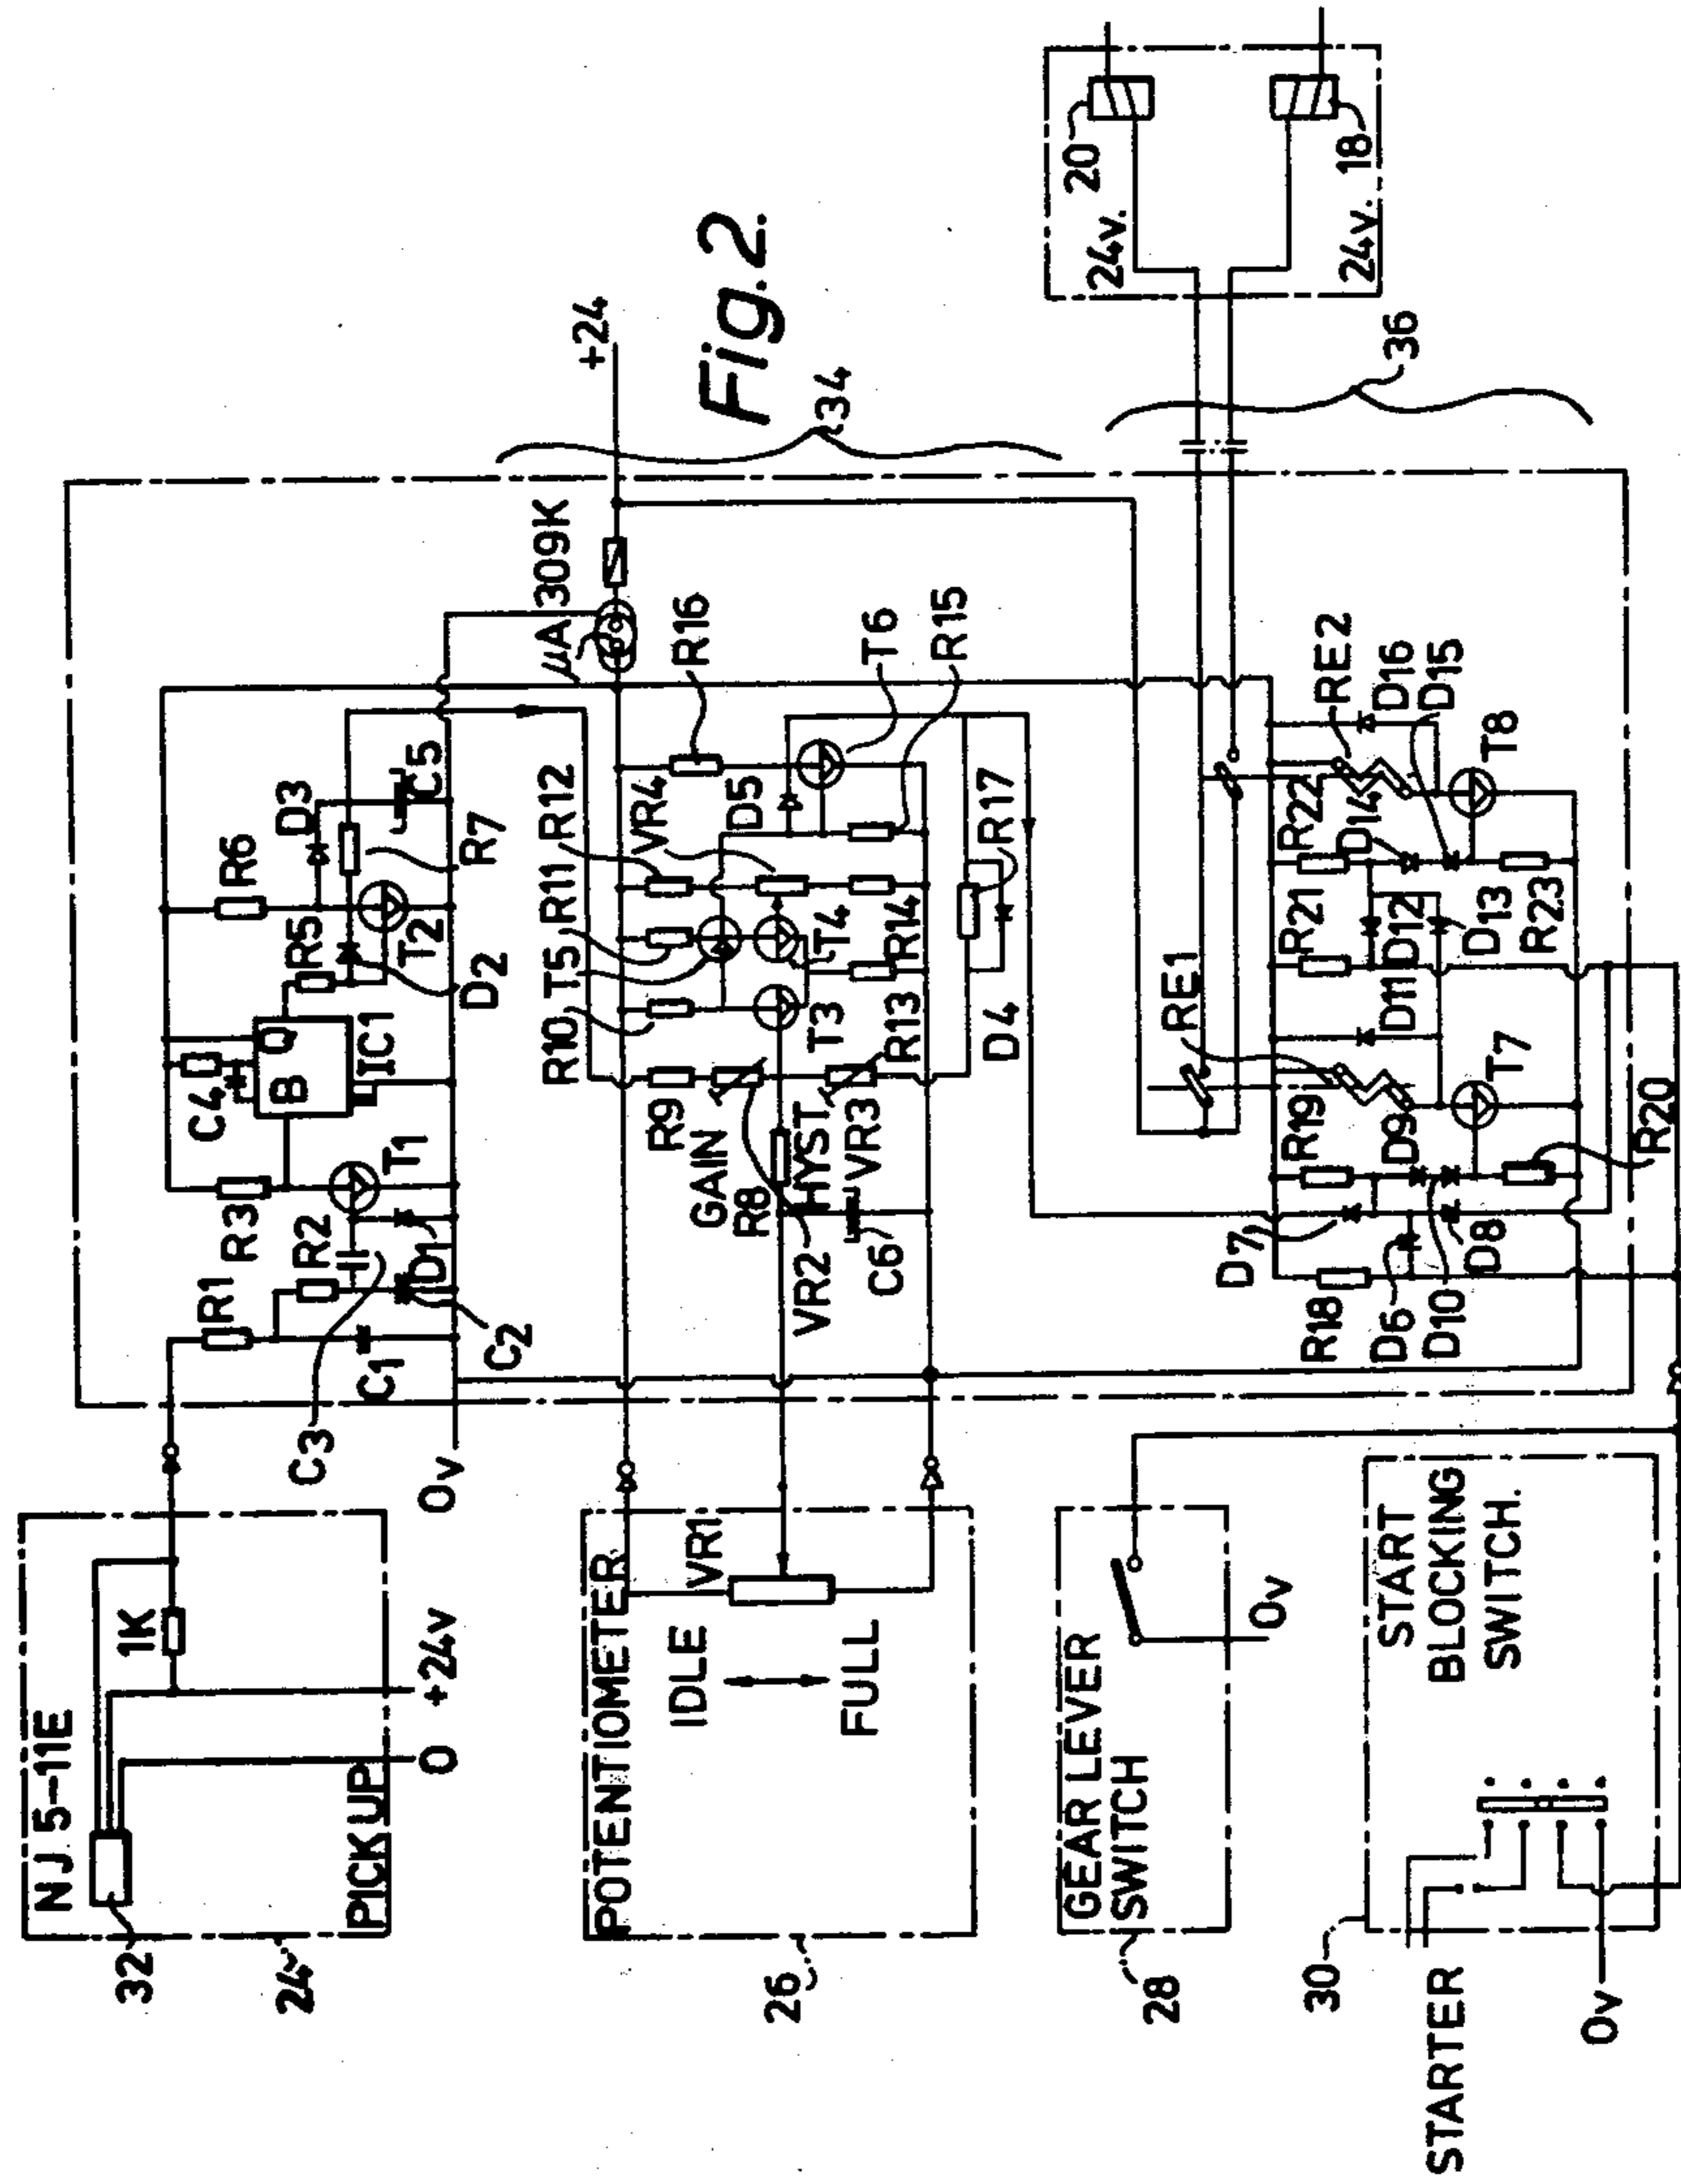 NJ 5-11E
32
24
PICK UP
1K
O
+24v
Ov
C3
R1
C1
C2
R2
D1
R3
T1
C4
B
Q
IC1
R5
D2
R6
T2
D3
R7
C5
POTENTIOMETER
26
IDLE
FULL
VR1
VR2
C6
R8
GAIN
HYST.
VR3
R9
R10
T3
R13
T5
R11
T4
R14
R12
VR4
D5
R17
D4
R16
T6
R15
µA 309K
+24
34
Fig.2.
GEAR LEVER
SWITCH
28
Ov
30
START
BLOCKING
SWITCH.
STARTER
Ov
D7
R18
D6
D10
D8
R19
D9
R20
RE1
T7
D11
R21
D12
D13
R22
D14
R23
RE2
D16
D15
T8
36
24v.
20
24v.
18